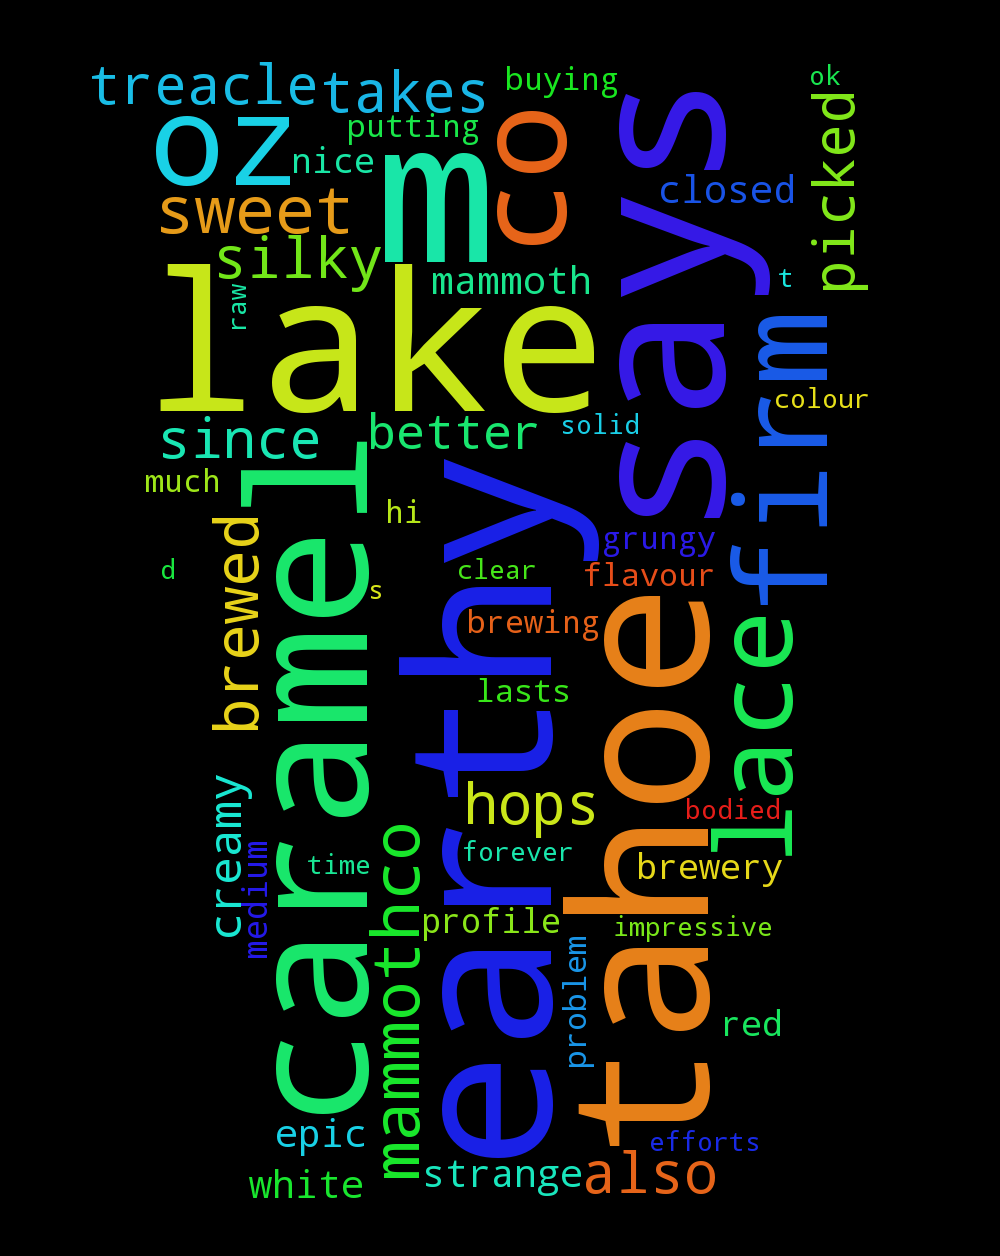 treacle
takes
buying
ok
oz
putting
nice
m
co
says
closed
picked
sweet
silky
mammoth
t
raw
lake
firm
colour
since
better
solid
much
caramel
earthy
hi
brewed
grungy
d
s
clear
flavour
tahoe
lace
brewing
lasts
hops
bodied
creamy
medium
time
mammothco
forever
brewery
profile
impressive
problem
red
epic
efforts
white
strange
also